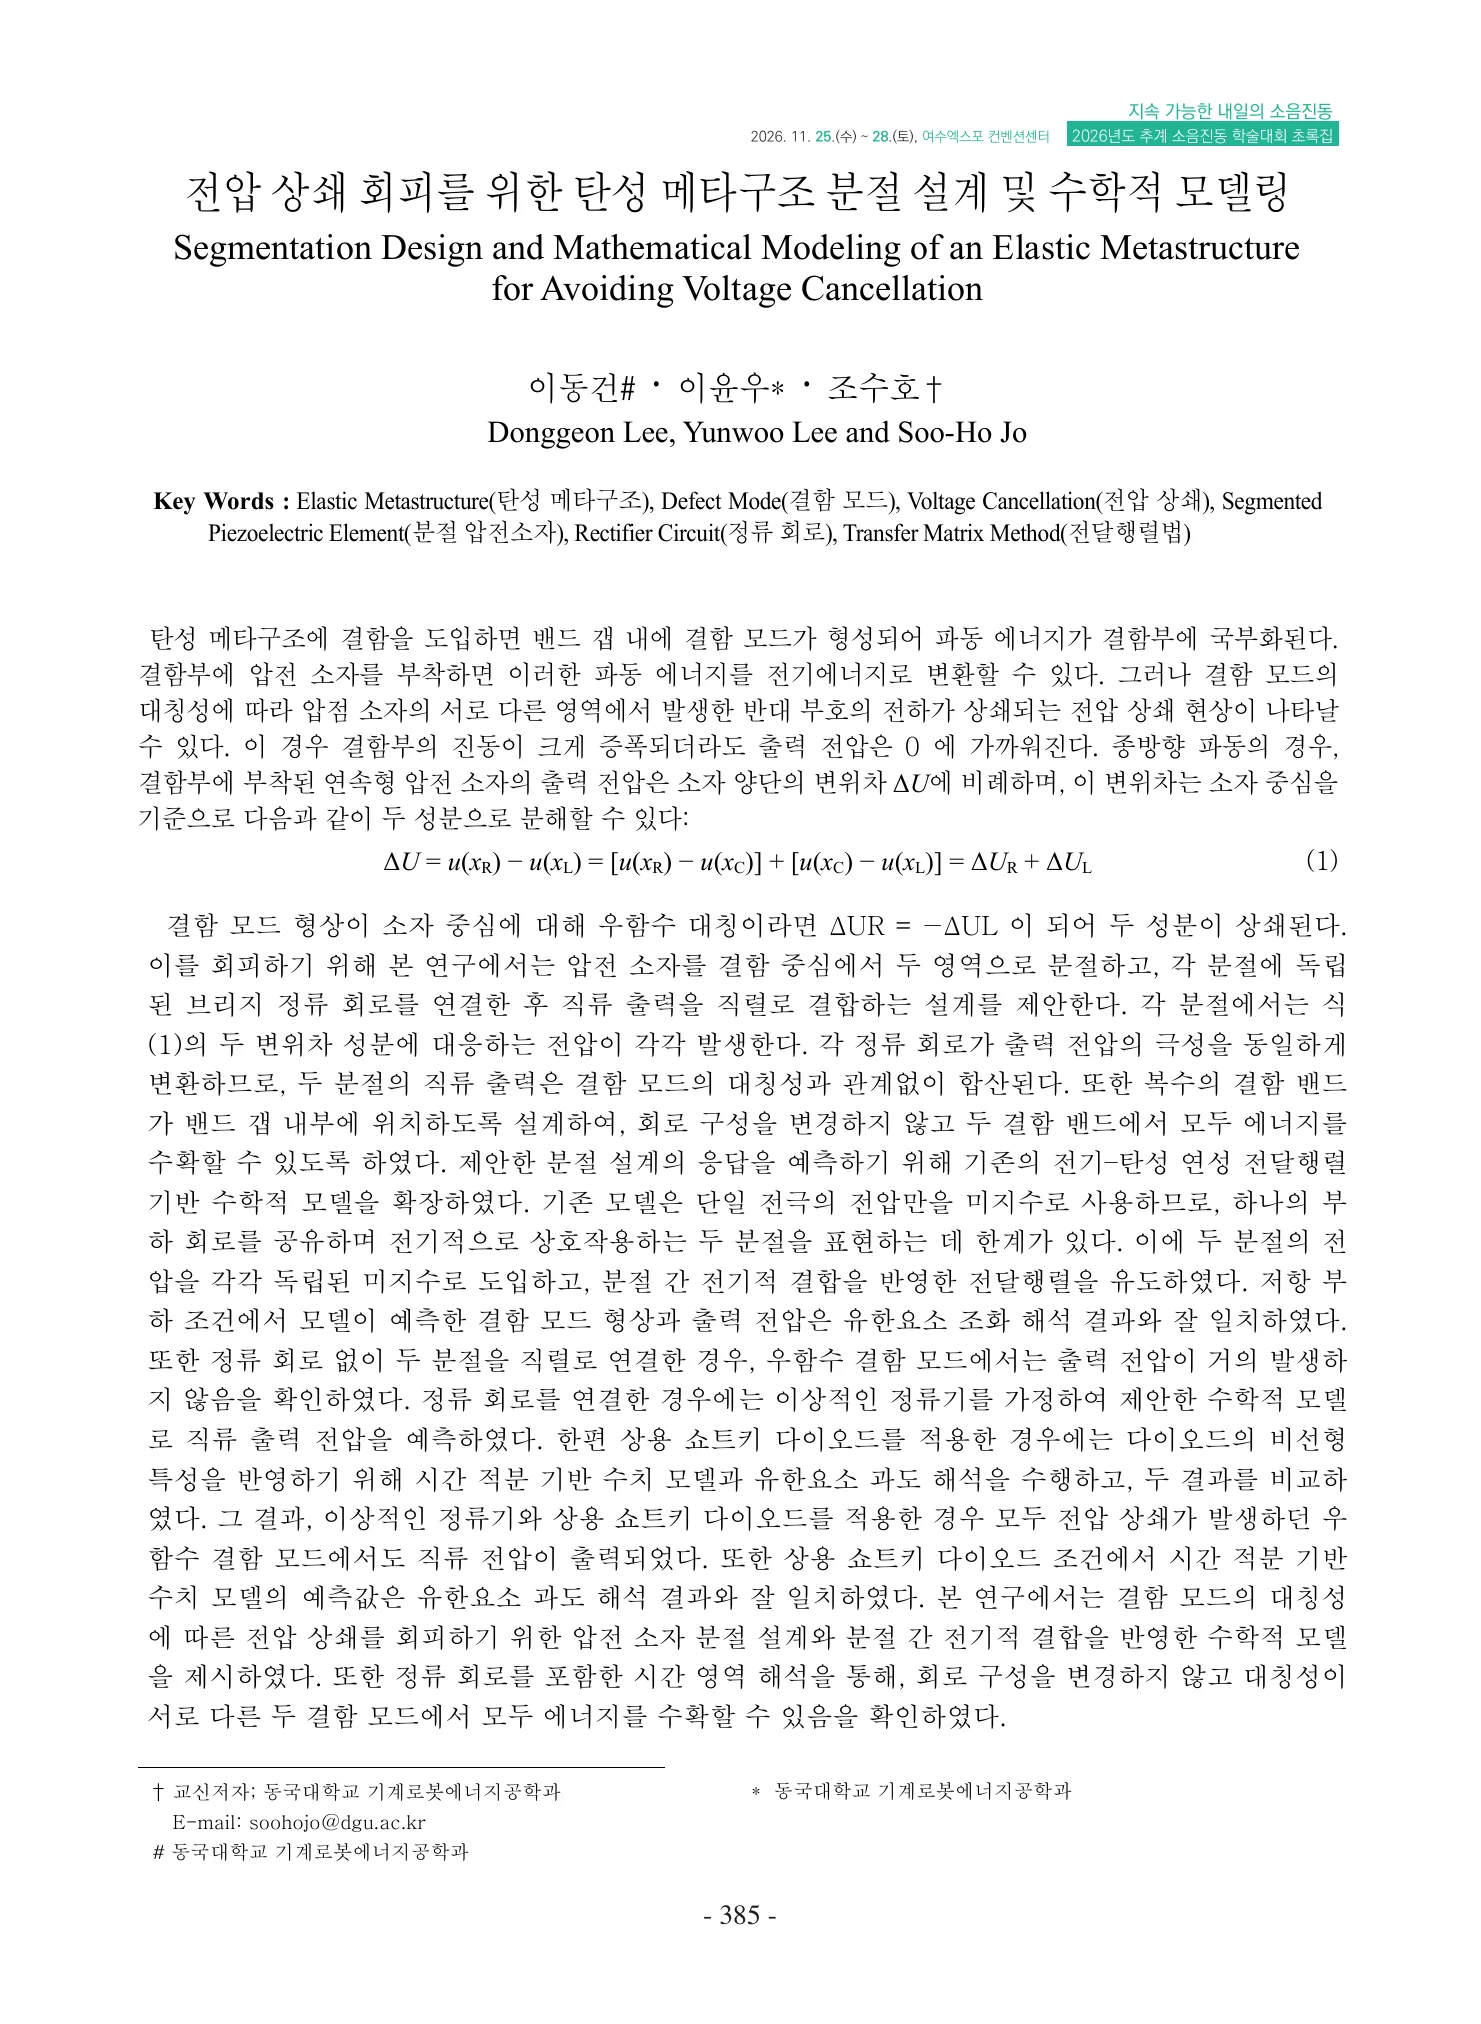 지속 가능한 내일의 소음진동
2026. 11. 25.(수) ~ 28.(토), 여수엑스포 컨벤션센터 2026년도 추계 소음진동 학술대회 초록집
전압 상쇄 회피를 위한 탄성 메타구조 분절 설계 및 수학적 모델링
Segmentation Design and Mathematical Modeling of an Elastic Metastructure
for Avoiding Voltage Cancellation
이동건# · 이윤우* · 조수호†
Donggeon Lee, Yunwoo Lee and Soo-Ho Jo
Key Words : Elastic Metastructure(탄성 메타구조), Defect Mode(결함 모드), Voltage Cancellation(전압 상쇄), Segmented
Piezoelectric Element(분절 압전소자), Rectifier Circuit(정류 회로), Transfer Matrix Method(전달행렬법)
탄성 메타구조에 결함을 도입하면 밴드 갭 내에 결함 모드가 형성되어 파동 에너지가 결함부에 국부화된다.
결함부에 압전 소자를 부착하면 이러한 파동 에너지를 전기에너지로 변환할 수 있다. 그러나 결함 모드의
대칭성에 따라 압점 소자의 서로 다른 영역에서 발생한 반대 부호의 전하가 상쇄되는 전압 상쇄 현상이 나타날
수 있다. 이 경우 결함부의 진동이 크게 증폭되더라도 출력 전압은 0 에 가까워진다. 종방향 파동의 경우,
결함부에 부착된 연속형 압전 소자의 출력 전압은 소자 양단의 변위차 ΔU에 비례하며, 이 변위차는 소자 중심을
기준으로 다음과 같이 두 성분으로 분해할 수 있다:
ΔU = u(xR) − u(xL) = [u(xR) − u(xC)] + [u(xC) − u(xL)] = ΔUR + ΔUL (1)
결함 모드 형상이 소자 중심에 대해 우함수 대칭이라면 ΔUR = −ΔUL 이 되어 두 성분이 상쇄된다.
이를 회피하기 위해 본 연구에서는 압전 소자를 결함 중심에서 두 영역으로 분절하고, 각 분절에 독립
된 브리지 정류 회로를 연결한 후 직류 출력을 직렬로 결합하는 설계를 제안한다. 각 분절에서는 식
(1)의 두 변위차 성분에 대응하는 전압이 각각 발생한다. 각 정류 회로가 출력 전압의 극성을 동일하게
변환하므로, 두 분절의 직류 출력은 결함 모드의 대칭성과 관계없이 합산된다. 또한 복수의 결함 밴드
가 밴드 갭 내부에 위치하도록 설계하여, 회로 구성을 변경하지 않고 두 결함 밴드에서 모두 에너지를
수확할 수 있도록 하였다. 제안한 분절 설계의 응답을 예측하기 위해 기존의 전기-탄성 연성 전달행렬
기반 수학적 모델을 확장하였다. 기존 모델은 단일 전극의 전압만을 미지수로 사용하므로, 하나의 부
하 회로를 공유하며 전기적으로 상호작용하는 두 분절을 표현하는 데 한계가 있다. 이에 두 분절의 전
압을 각각 독립된 미지수로 도입하고, 분절 간 전기적 결합을 반영한 전달행렬을 유도하였다. 저항 부
하 조건에서 모델이 예측한 결함 모드 형상과 출력 전압은 유한요소 조화 해석 결과와 잘 일치하였다.
또한 정류 회로 없이 두 분절을 직렬로 연결한 경우, 우함수 결함 모드에서는 출력 전압이 거의 발생하
지 않음을 확인하였다. 정류 회로를 연결한 경우에는 이상적인 정류기를 가정하여 제안한 수학적 모델
로 직류 출력 전압을 예측하였다. 한편 상용 쇼트키 다이오드를 적용한 경우에는 다이오드의 비선형
특성을 반영하기 위해 시간 적분 기반 수치 모델과 유한요소 과도 해석을 수행하고, 두 결과를 비교하
였다. 그 결과, 이상적인 정류기와 상용 쇼트키 다이오드를 적용한 경우 모두 전압 상쇄가 발생하던 우
함수 결함 모드에서도 직류 전압이 출력되었다. 또한 상용 쇼트키 다이오드 조건에서 시간 적분 기반
수치 모델의 예측값은 유한요소 과도 해석 결과와 잘 일치하였다. 본 연구에서는 결함 모드의 대칭성
에 따른 전압 상쇄를 회피하기 위한 압전 소자 분절 설계와 분절 간 전기적 결합을 반영한 수학적 모델
을 제시하였다. 또한 정류 회로를 포함한 시간 영역 해석을 통해, 회로 구성을 변경하지 않고 대칭성이
서로 다른 두 결함 모드에서 모두 에너지를 수확할 수 있음을 확인하였다.
† 교신저자; 동국대학교 기계로봇에너지공학과
E-mail: soohojo@dgu.ac.kr
# 동국대학교 기계로봇에너지공학과
* 동국대학교 기계로봇에너지공학과
- 385 -